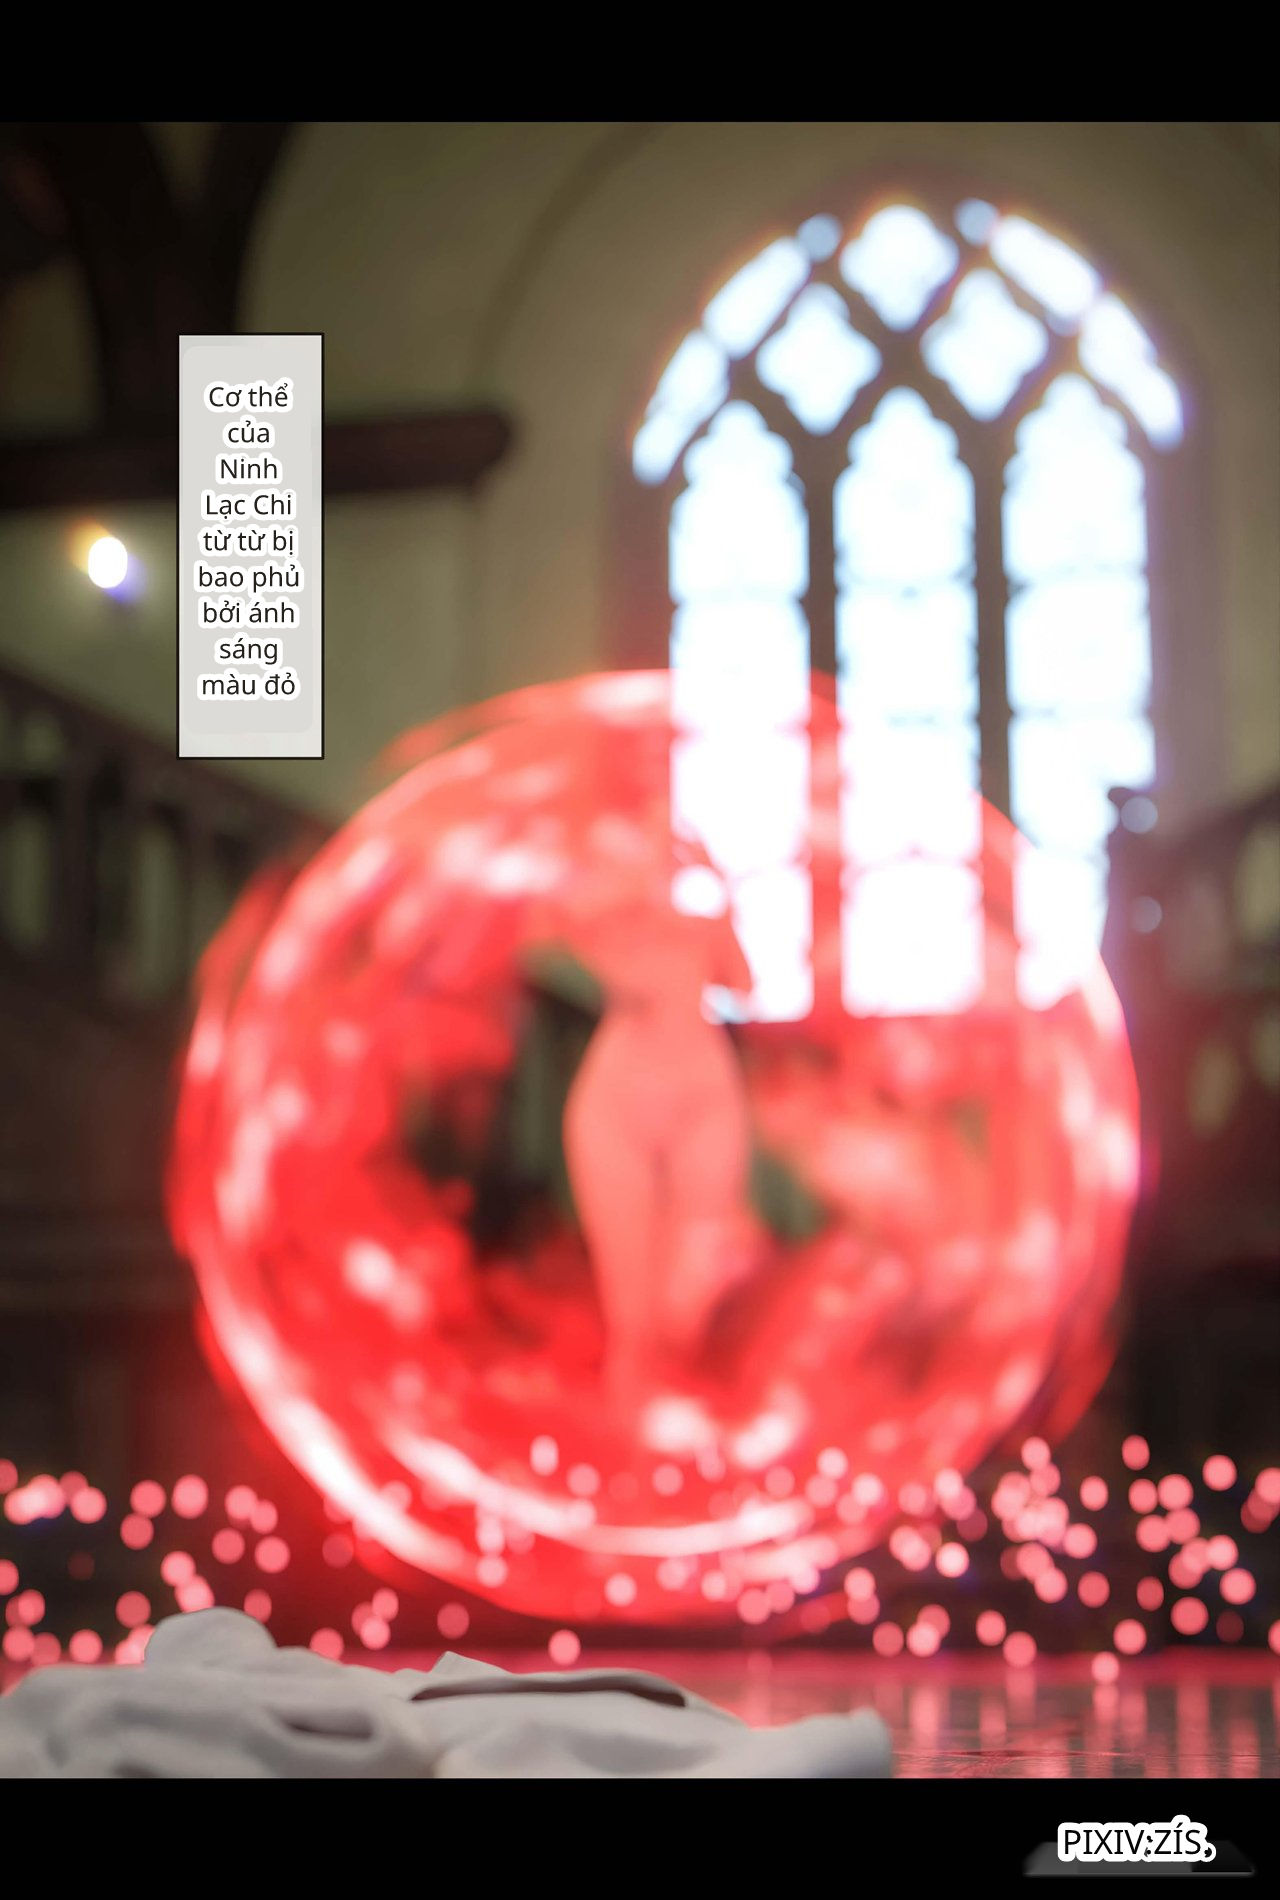 Cơ thể
của
Ninh
Lạc Chi
từ từ bị
bao phủ
bởi ánh
sáng
màu đỏ
PIXIV:ZÍS,